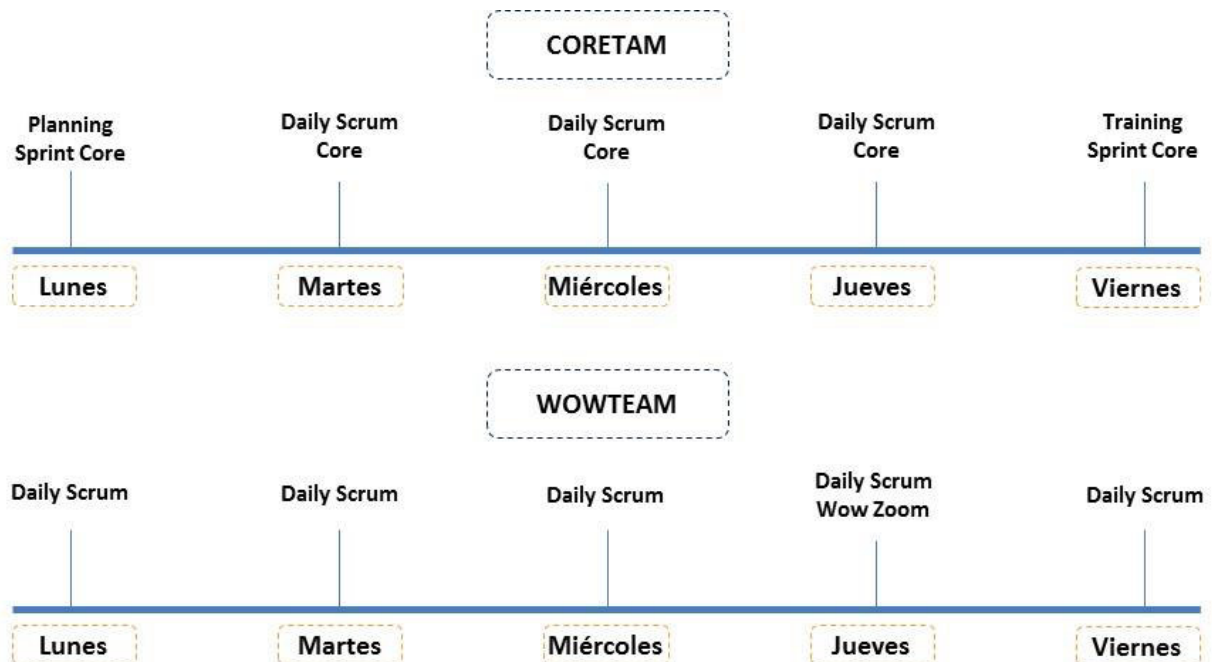 CORETAM
Planning
Sprint Core
Daily Scrum
Core
Daily Scrum
Core
Daily Scrum
Core
Training
Sprint Core
Lunes
Martes
Miércoles
Jueves
Viernes
WOWTEAM
Daily Scrum
Daily Scrum
Daily Scrum
Daily Scrum
Wow Zoom
Daily Scrum
Lunes
Martes
Miércoles
Jueves
Viernes